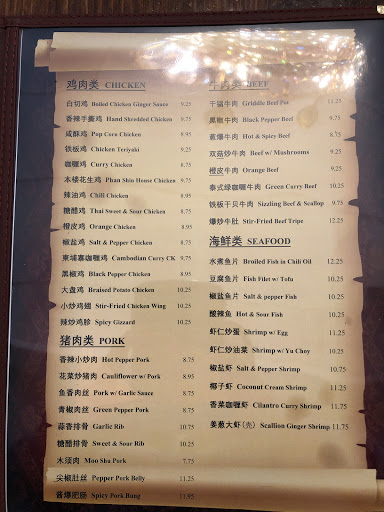 鸡肉类 CHICKEN
白切鸡 Boiled Chicken Ginger Sauce 9.25
香辣手撕鸡 Hand Shredded Chicken 9.25
咸酥鸡 Pop Corn Chicken 8.95
铁板鸡 Chicken Teriyaki 9.25
咖喱鸡 Curry Chicken 8.75
本楼花生鸡 Phan Shin House Chicken 9.25
辣油鸡 Chili Chicken 8.95
糖醋鸡 Thai Sweet & Sour Chicken 8.95
橙皮鸡 Orange Chicken 8.95
椒盐鸡 Salt & Pepper Chicken 10.25
柬埔寨咖喱鸡 Cambodian Curry CK 9.75
黑椒鸡 Black Pepper Chicken 8.95
大盘鸡 Braised Potato Chicken 10.25
小炒鸡翅 Stir-Fried Chicken Wing 10.25
辣炒鸡胗 Spicy Gizzard 10.25
猪肉类 PORK
香辣小炒肉 Hot Pepper Pork 8.75
花菜炒猪肉 Cauliflower w/ Pork 9.25
鱼香肉丝 Pork w/ Garlic Sauce 8.75
青椒肉丝 Green Pepper Pork 8.75
蒜香排骨 Garlic Rib 10.75
糖醋排骨 Sweet & Sour Rib 10.25
木须肉 Moo Shu Pork 7.75
尖椒肚丝 Pepper Pork Belly 11.25
酱爆肥肠 Spicy Pork Bung 11.95
牛肉类 BEEF
干锅牛肉 Griddle Beef Pot 11.25
黑椒牛肉 Black Pepper Beef 9.75
葱爆牛肉 Hot & Spicy Beef 8.75
双菇炒牛肉 Beef w/ Mushrooms 9.25
橙皮牛肉 Orange Beef 9.25
泰式绿咖喱牛肉 Green Curry Beef 10.25
铁板干贝牛肉 Sizzling Beef & Scallop 9.75
爆炒牛肚 Stir-Fried Beef Tripe 12.25
海鲜类 SEAFOOD
水煮鱼片 Broiled Fish in Chili Oil 12.25
豆腐鱼片 Fish Filet w/ Tofu 10.25
椒盐鱼片 Salt & pepper Fish 10.25
酸辣鱼 Hot & Sour Fish 10.25
虾仁炒蛋 Shrimp w/ Egg 11.25
虾仁炒油菜 Shrimp w/ Yu Choy 10.25
椒盐虾 Salt & Pepper Shrimp 10.25
椰子虾 Coconut Cream Shrimp 11.25
香菜咖喱虾 Cilantro Curry Shrimp 11.75
姜葱大虾(壳) Scallion Ginger Shrimp 11.75